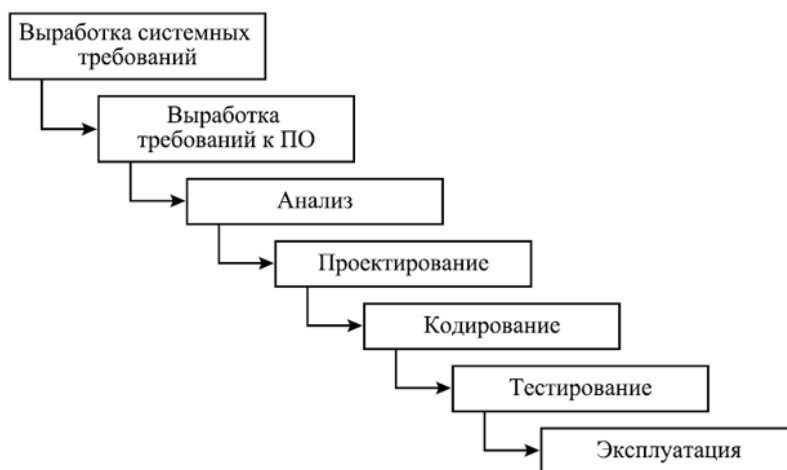 Выработка системных
требований
Выработка
требований к ПО
Анализ
Проектирование
Кодирование
Тестирование
Эксплуатация